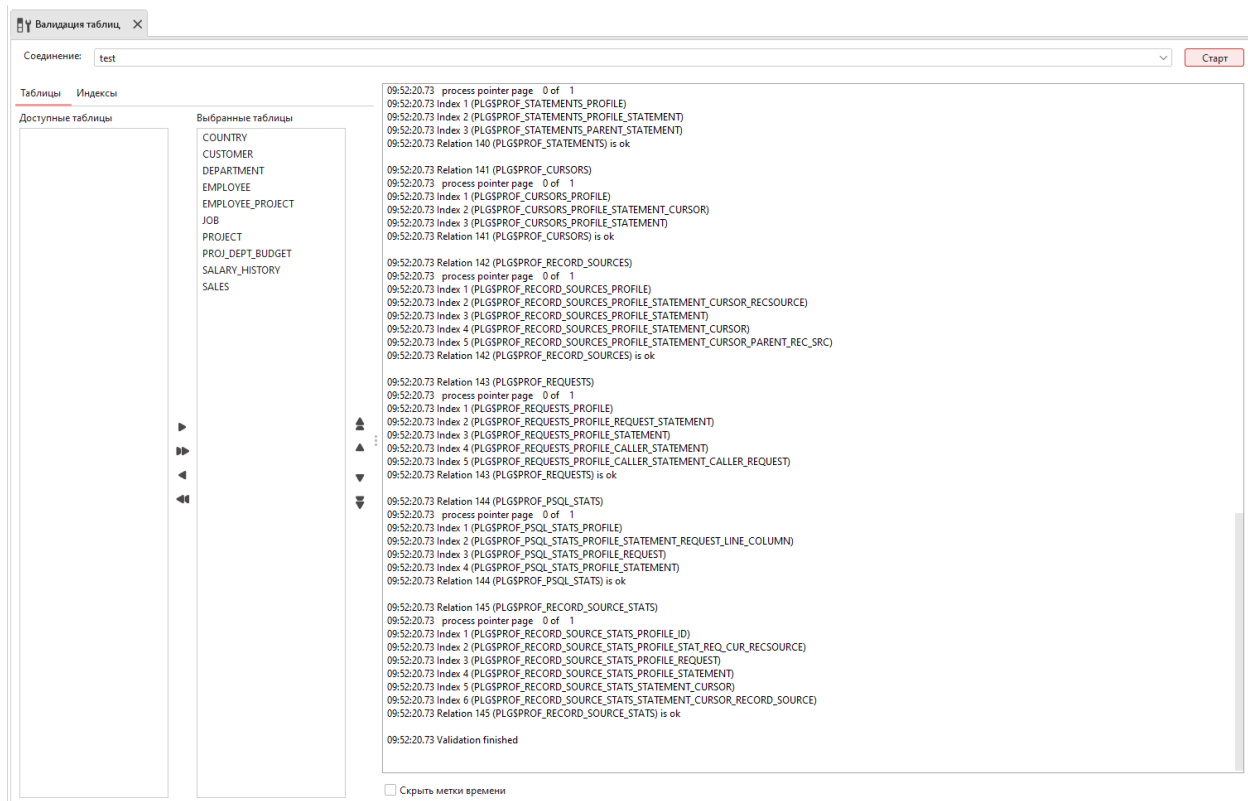 Валидация таблиц
Соединение:
test
Старт
Таблицы
Индексы
Доступные таблицы
Выбранные таблицы
COUNTRY
CUSTOMER
DEPARTMENT
EMPLOYEE
EMPLOYEE_PROJECT
JOB
PROJECT
PROJ_DEPT_BUDGET
SALARY_HISTORY
SALES
09:52:20.73 process pointer page 0 of 1
09:52:20.73 Index 1 (PLG$PROF_STATEMENTS_PROFILE)
09:52:20.73 Index 2 (PLG$PROF_STATEMENTS_PROFILE_STATEMENT)
09:52:20.73 Index 3 (PLG$PROF_STATEMENTS_PARENT_STATEMENT)
09:52:20.73 Relation 140 (PLG$PROF_STATEMENTS) is ok
09:52:20.73 Relation 141 (PLG$PROF_CURSORS)
09:52:20.73 process pointer page 0 of 1
09:52:20.73 Index 1 (PLG$PROF_CURSORS_PROFILE)
09:52:20.73 Index 2 (PLG$PROF_CURSORS_PROFILE_STATEMENT_CURSOR)
09:52:20.73 Index 3 (PLG$PROF_CURSORS_PROFILE_STATEMENT)
09:52:20.73 Relation 141 (PLG$PROF_CURSORS) is ok
09:52:20.73 Relation 142 (PLG$PROF_RECORD_SOURCES)
09:52:20.73 process pointer page 0 of 1
09:52:20.73 Index 1 (PLG$PROF_RECORD_SOURCES_PROFILE)
09:52:20.73 Index 2 (PLG$PROF_RECORD_SOURCES_PROFILE_STATEMENT_CURSOR_RECSOURCE)
09:52:20.73 Index 3 (PLG$PROF_RECORD_SOURCES_PROFILE_STATEMENT)
09:52:20.73 Index 4 (PLG$PROF_RECORD_SOURCES_PROFILE_STATEMENT_CURSOR)
09:52:20.73 Index 5 (PLG$PROF_RECORD_SOURCES_PROFILE_STATEMENT_CURSOR_PARENT_REC_SRC)
09:52:20.73 Relation 142 (PLG$PROF_RECORD_SOURCES) is ok
09:52:20.73 Relation 143 (PLG$PROF_REQUESTS)
09:52:20.73 process pointer page 0 of 1
09:52:20.73 Index 1 (PLG$PROF_REQUESTS_PROFILE)
09:52:20.73 Index 2 (PLG$PROF_REQUESTS_PROFILE_REQUEST_STATEMENT)
09:52:20.73 Index 3 (PLG$PROF_REQUESTS_PROFILE_STATEMENT)
09:52:20.73 Index 4 (PLG$PROF_REQUESTS_PROFILE_CALLER_STATEMENT)
09:52:20.73 Index 5 (PLG$PROF_REQUESTS_PROFILE_CALLER_STATEMENT_CALLER_REQUEST)
09:52:20.73 Relation 143 (PLG$PROF_REQUESTS) is ok
09:52:20.73 Relation 144 (PLG$PROF_PSQL_STATS)
09:52:20.73 process pointer page 0 of 1
09:52:20.73 Index 1 (PLG$PROF_PSQL_STATS_PROFILE)
09:52:20.73 Index 2 (PLG$PROF_PSQL_STATS_PROFILE_STATEMENT_REQUEST_LINE_COLUMN)
09:52:20.73 Index 3 (PLG$PROF_PSQL_STATS_PROFILE_REQUEST)
09:52:20.73 Index 4 (PLG$PROF_PSQL_STATS_PROFILE_STATEMENT)
09:52:20.73 Relation 144 (PLG$PROF_PSQL_STATS) is ok
09:52:20.73 Relation 145 (PLG$PROF_RECORD_SOURCE_STATS)
09:52:20.73 process pointer page 0 of 1
09:52:20.73 Index 1 (PLG$PROF_RECORD_SOURCE_STATS_PROFILE_ID)
09:52:20.73 Index 2 (PLG$PROF_RECORD_SOURCE_STATS_PROFILE_STAT_REQ_CUR_RECSOURCE)
09:52:20.73 Index 3 (PLG$PROF_RECORD_SOURCE_STATS_PROFILE_REQUEST)
09:52:20.73 Index 4 (PLG$PROF_RECORD_SOURCE_STATS_PROFILE_STATEMENT)
09:52:20.73 Index 5 (PLG$PROF_RECORD_SOURCE_STATS_STATEMENT_CURSOR)
09:52:20.73 Index 6 (PLG$PROF_RECORD_SOURCE_STATS_STATEMENT_CURSOR_RECORD_SOURCE)
09:52:20.73 Relation 145 (PLG$PROF_RECORD_SOURCE_STATS) is ok
09:52:20.73 Validation finished
Скрыть метки времени